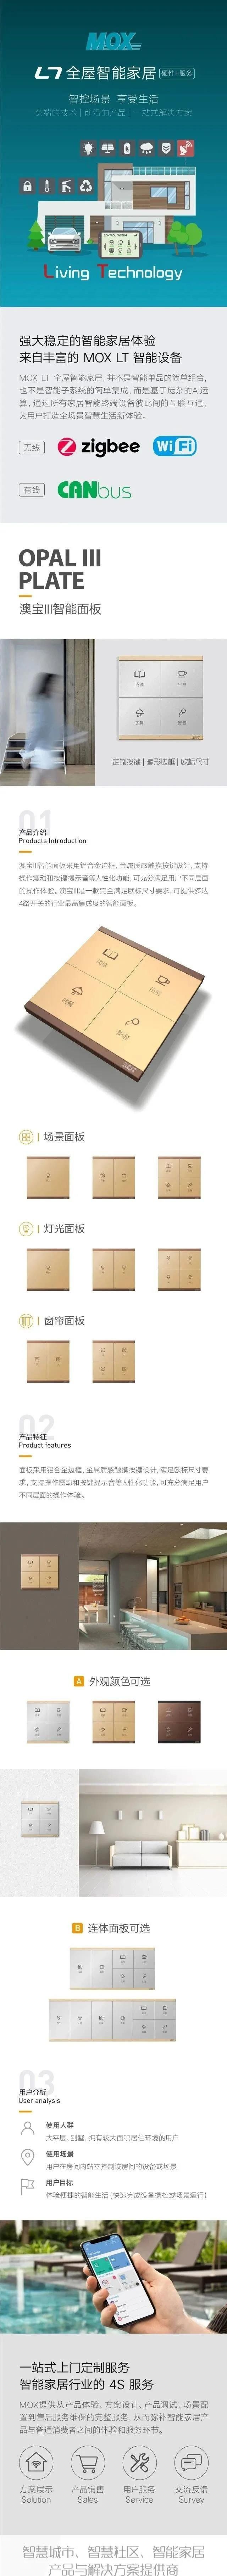 MOX
LT 全屋智能家居 硬件+服务
智控场景 享受生活
尖端的技术 | 前沿的产品 | 一站式解决方案
Living Technology
强大稳定的智能家居体验
来自丰富的 MOX LT 智能设备
MOX LT 全屋智能家居，并不是智能单品的简单组合，
也不是智能子系统的简单集成，而是基于庞杂的AI运
算，通过所有家居智能终端设备彼此间的互联互通，
为用户打造全场景智慧生活新体验。
无线 zigbee WiFi
有线 CANbus
OPAL III
PLATE
澳宝III智能面板
定制按键 | 多彩边框 | 欧标尺寸
01
产品介绍
Products Introduction
澳宝III智能面板采用铝合金边框，金属质感触摸按键设计，支持
操作震动和按键提示音等人性化功能，可充分满足用户不同层面
的操作体验。澳宝III是一款完全满足欧标尺寸要求，可提供多达
4路开关的行业最高集成度的智能面板。
场景面板
灯光面板
窗帘面板
02
产品特征
Product features
面板采用铝合金边框，金属质感触摸按键设计，满足欧标尺寸要
求，支持操作震动和按键提示音等人性化功能，可充分满足用户
不同层面的操作体验。
A 外观颜色可选
B 连体面板可选
03
用户分析
User analysis
使用人群
大平层、别墅，拥有较大面积居住环境的用户
使用场景
用户在房间内站立控制该房间的设备或场景
用户目标
体验便捷的智能生活（快速完成设备操控或场景运行）
一站式上门定制服务
智能家居行业的 4S 服务
MOX提供从产品体验、方案设计、产品调试、场景配
置到售后服务维保的完整服务，从而弥补智能家居产
品与普通消费者之间的体验和服务环节。
方案展示 产品销售 用户服务 交流反馈
Solution Sales Service Survey
智慧城市、智慧社区、智能家居
产品与解决方案提供商